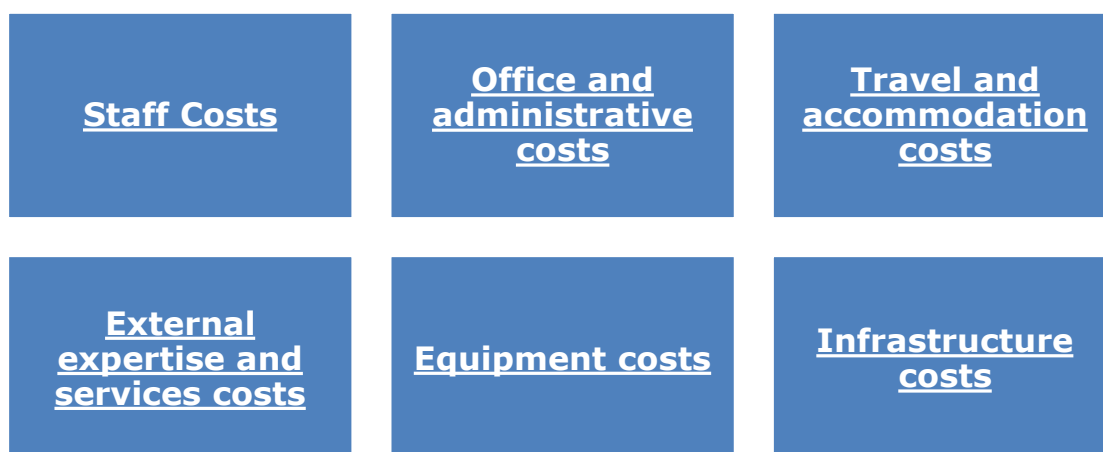 Staff Costs
Office and
administrative
costs
Travel and
accommodation
costs
External
expertise and
services costs
Equipment costs
Infrastructure
costs